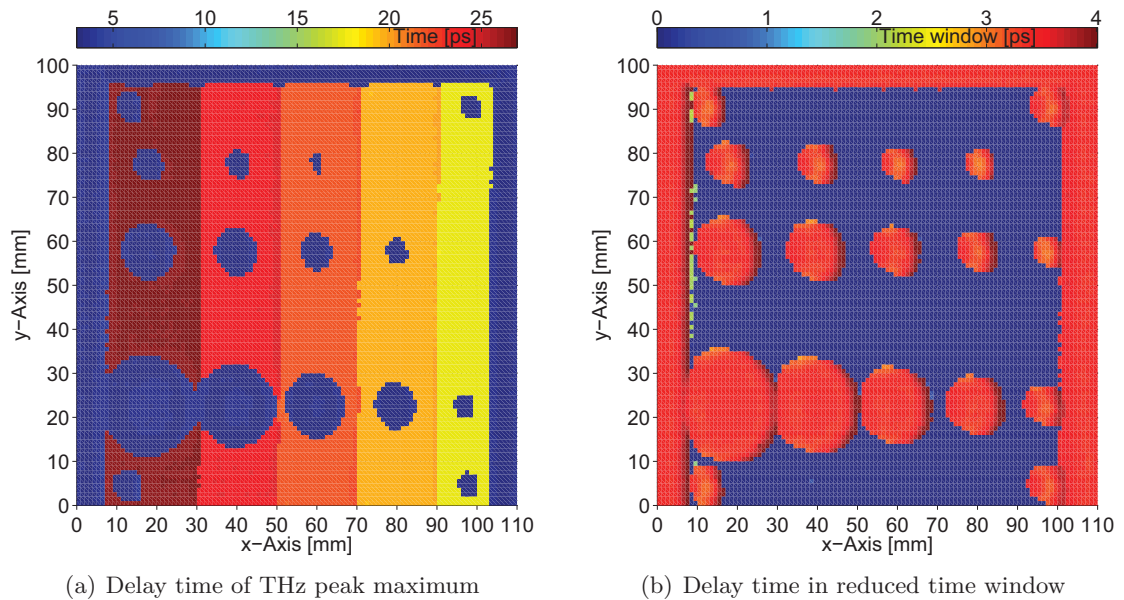 5 10 15 20 25
Time [ps]
0 1 2 3 4
Time window [ps]
100
90
80
70
60
50
40
30
20
10
0
y−Axis [mm]
0 10 20 30 40 50 60 70 80 90 100 110
x−Axis [mm]
100
90
80
70
60
50
40
30
20
10
0
y−Axis [mm]
0 10 20 30 40 50 60 70 80 90 100 110
x−Axis [mm]
(a) Delay time of THz peak maximum
(b) Delay time in reduced time window